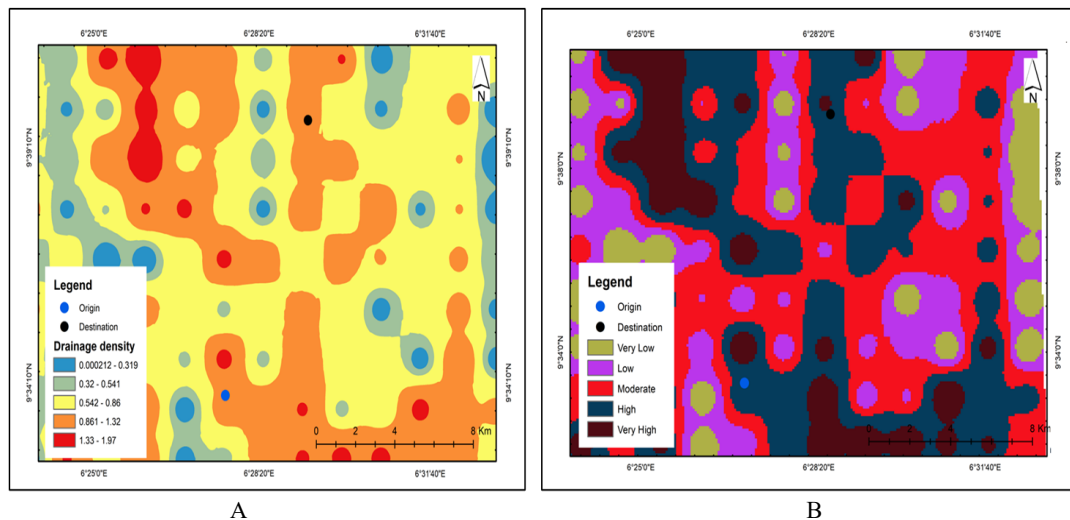 6°25'0"E 6°28'20"E 6°31'40"E
N
9°39'10"N 9°39'10"N
9°34'10"N 9°34'10"N
Legend
Origin
Destination
Drainage density
0.000212 - 0.319
0.32 - 0.541
0.542 - 0.86
0.861 - 1.32
1.33 - 1.97
0 2 4 8 Km
6°25'0"E 6°28'20"E 6°31'40"E
A
6°25'0"E 6°28'20"E 6°31'40"E
N
9°38'0"N 9°38'0"N
9°34'0"N 9°34'0"N
Legend
Origin
Destination
Very Low
Low
Moderate
High
Very High
0 2 4 8 Km
6°25'0"E 6°28'20"E 6°31'40"E
B